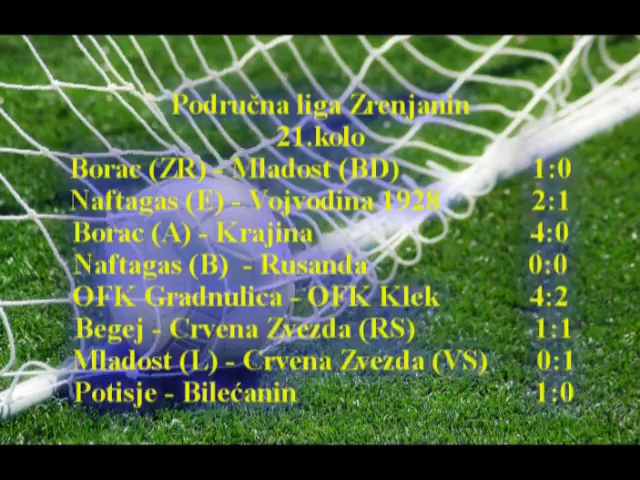 Područna liga Zrenjanin
21.kolo
Borac (ZR) - Mladost (BD) 1:0
Naftagas (E) - Vojvodina 1928 2:1
Borac (A) - Krajina 4:0
Naftagas (B) - Rusanda 0:0
OFK Gradnulica - OFK Klek 4:2
Begej - Crvena Zvezda (RS) 1:1
Mladost (L) - Crvena Zvezda (VS) 0:1
Potisje - Bilećanin 1:0